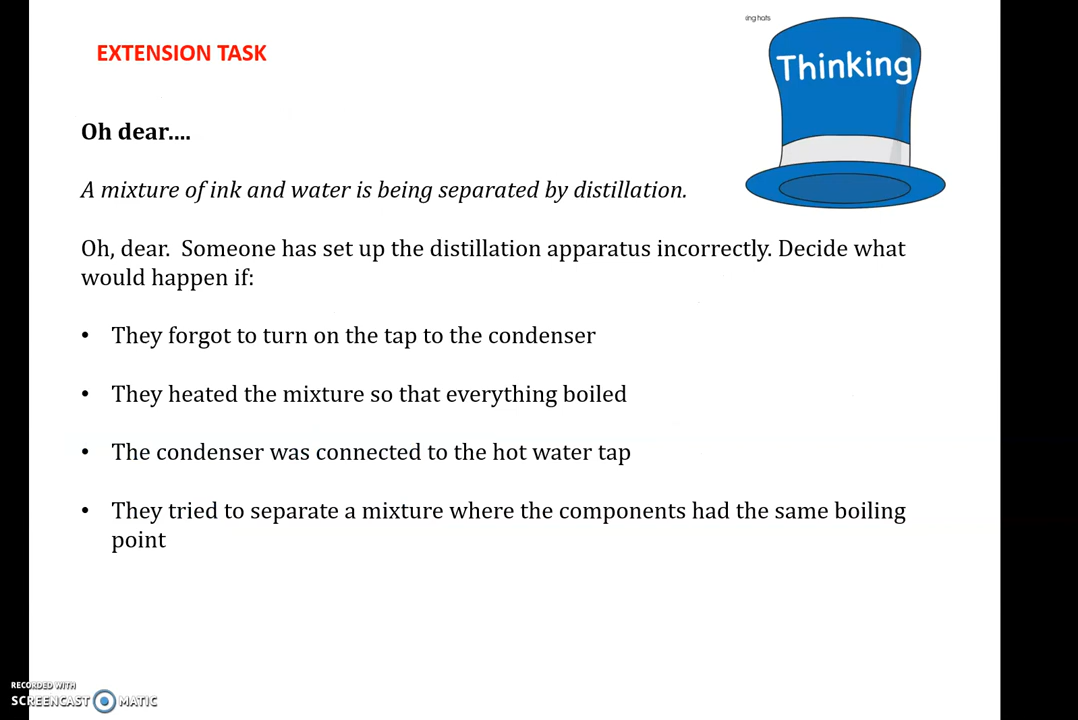 ing hats
EXTENSION TASK
Thinking
Oh dear....
A mixture of ink and water is being separated by distillation.
Oh, dear.  Someone has set up the distillation apparatus incorrectly. Decide what
would happen if:
• They forgot to turn on the tap to the condenser
• They heated the mixture so that everything boiled
• The condenser was connected to the hot water tap
• They tried to separate a mixture where the components had the same boiling
point
RECORDED WITH
SCREENCAST MATIC